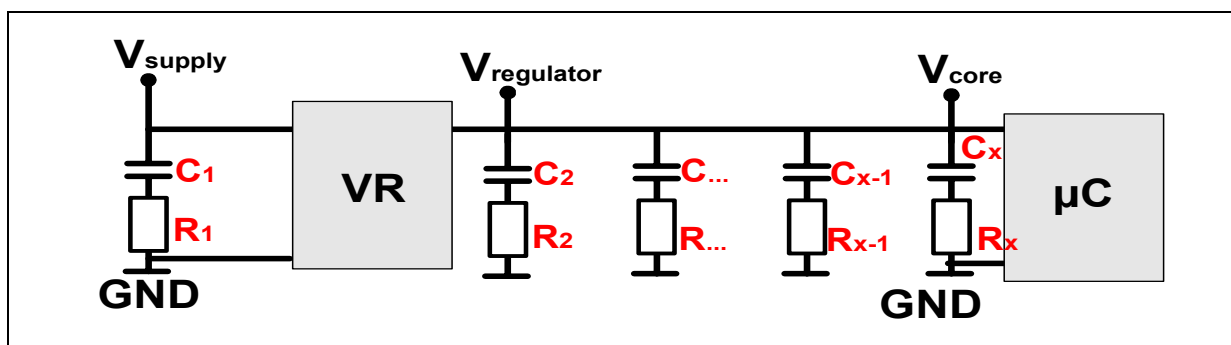 Vsupply
Vregulator
Vcore
C1
R1
GND
VR
C2
R2
C...
R...
Cx-1
Rx-1
Cx
Rx
GND
µC